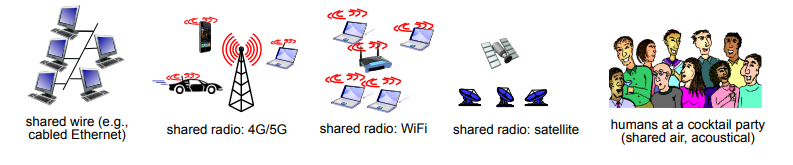 shared wire (e.g.,
cabled Ethernet)
shared radio: 4G/5G
shared radio: WiFi
shared radio: satellite
humans at a cocktail party
(shared air, acoustical)